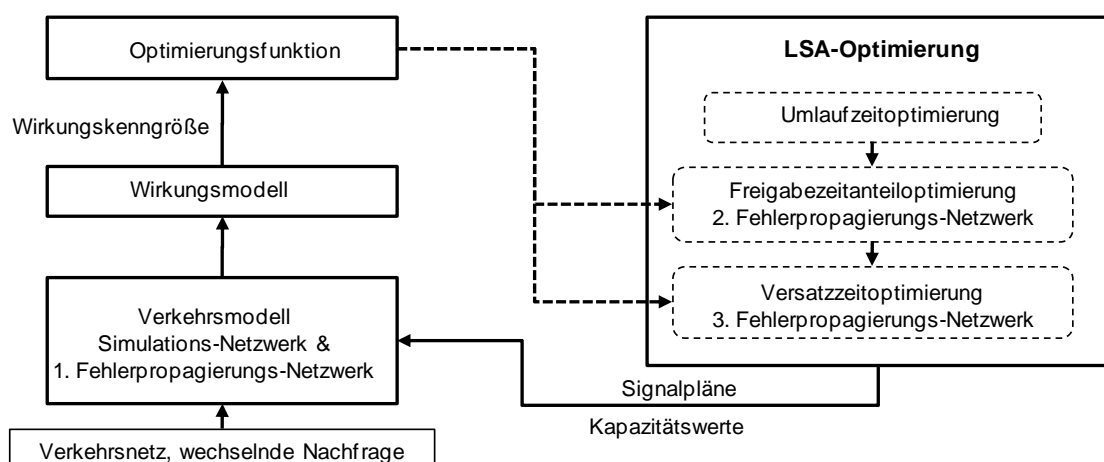 Optimierungsfunktion
Wirkungskenngröße
Wirkungsmodell
Verkehrsmodell
Simulations-Netzwerk &
1. Fehlerpropagierungs-Netzwerk
Verkehrsnetz, wechselnde Nachfrage
LSA-Optimierung
Umlaufzeitoptimierung
Freigabezeitanteiloptimierung
2. Fehlerpropagierungs-Netzwerk
Versatzzeitoptimierung
3. Fehlerpropagierungs-Netzwerk
Signalpläne
Kapazitätswerte